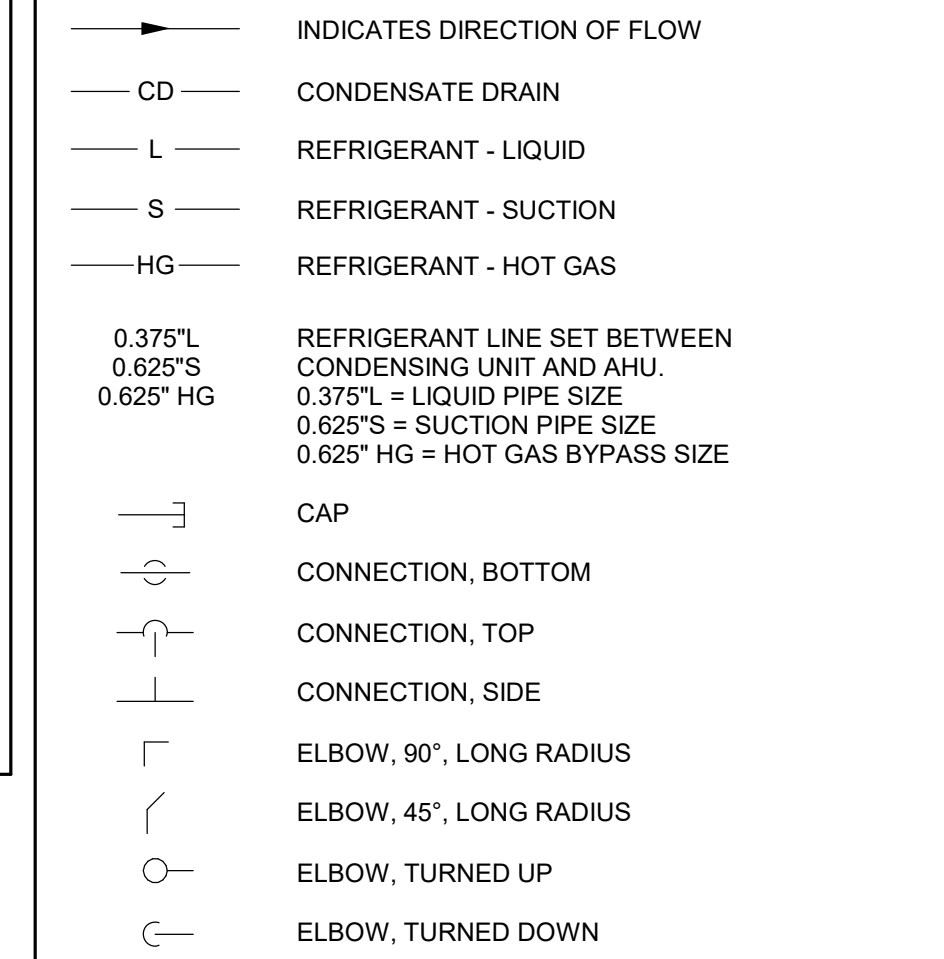 INDICATES DIRECTION OF FLOW
CD CONDENSATE DRAIN
L REFRIGERANT - LIQUID
S REFRIGERANT - SUCTION
HG REFRIGERANT - HOT GAS
0.375"L REFRIGERANT LINE SET BETWEEN
0.625"S CONDENSING UNIT AND AHU.
0.625" HG 0.375"L = LIQUID PIPE SIZE
0.625"S = SUCTION PIPE SIZE
0.625" HG = HOT GAS BYPASS SIZE
CAP
CONNECTION, BOTTOM
CONNECTION, TOP
CONNECTION, SIDE
ELBOW, 90°, LONG RADIUS
ELBOW, 45°, LONG RADIUS
ELBOW, TURNED UP
ELBOW, TURNED DOWN